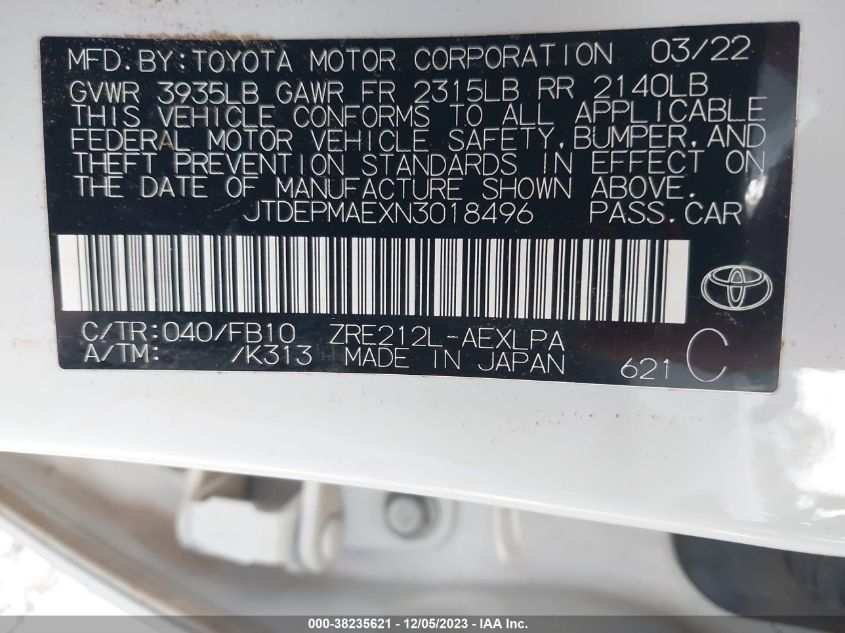 MFD.BY:TOYOTA MOTOR CORPORATION 03/22
GVWR 3935LB GAWR FR 2315LB RR 2140LB
THIS VEHICLE CONFORMS TO ALL APPLICABLE
FEDERAL MOTOR VEHICLE SAFETY,BUMPER,AND
THEFT PREVENTION STANDARDS IN EFFECT ON
THE DATE OF MANUFACTURE SHOWN ABOVE.
JTDEPMAEXN3018496 PASS.CAR
C/TR:040/FB10 ZRE212L-AEXLPA
A/TM: /K313 MADE IN JAPAN 621 C
000-38235621 - 12/05/2023 - IAA Inc.